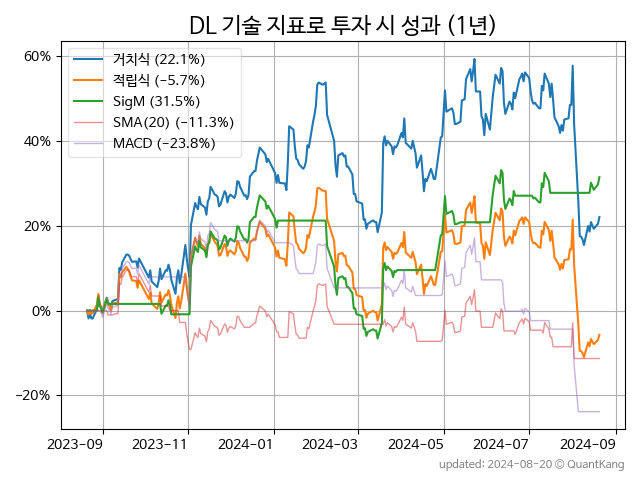 DL 기술 지표로 투자 시 성과 (1년)
60%
40%
20%
0%
−20%
거치식 (22.1%)
적립식 (−5.7%)
SigM (31.5%)
SMA(20) (−11.3%)
MACD (−23.8%)
2023-09 2023-11 2024-01 2024-03 2024-05 2024-07 2024-09
updated: 2024-08-20 © QuantKang